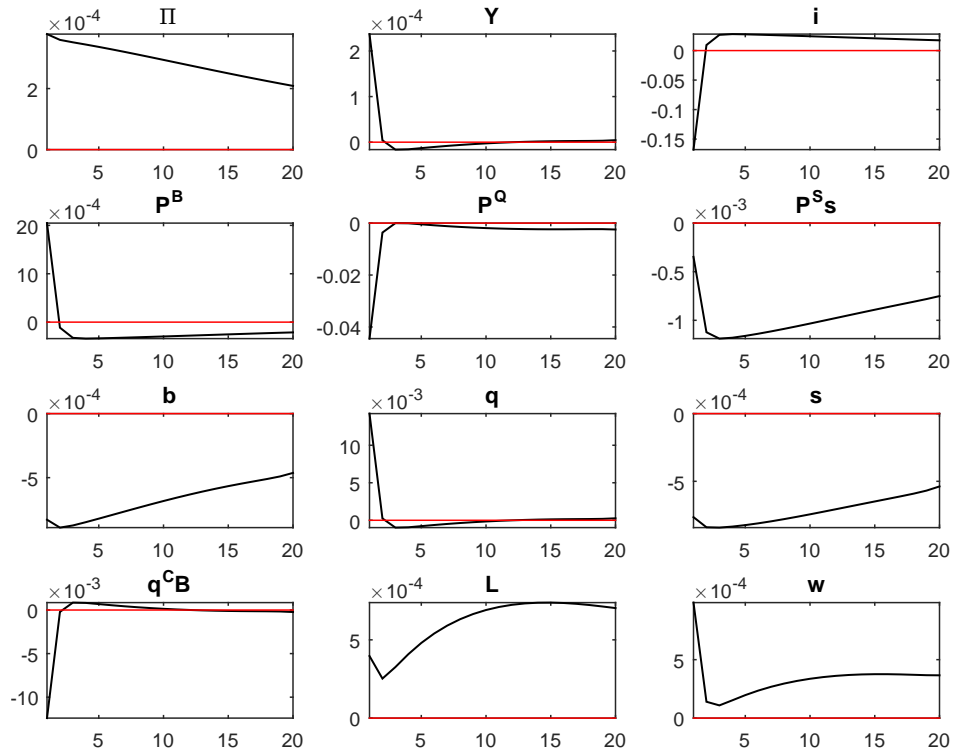 ×10⁻⁴ Π
2
0
5 10 15 20
×10⁻⁴ Y
2
1
0
5 10 15 20
i
0
-0.05
-0.1
-0.15
5 10 15 20
×10⁻⁴ Pᴮ
20
10
0
5 10 15 20
P^Q
0
-0.02
-0.04
5 10 15 20
×10⁻³ P^S s
0
-0.5
-1
5 10 15 20
×10⁻⁴ b
0
-5
5 10 15 20
×10⁻³ q
10
5
0
5 10 15 20
×10⁻⁴ s
0
-5
5 10 15 20
×10⁻³ q^C B
0
-5
-10
5 10 15 20
×10⁻⁴ L
5
0
5 10 15 20
×10⁻⁴ w
5
0
5 10 15 20